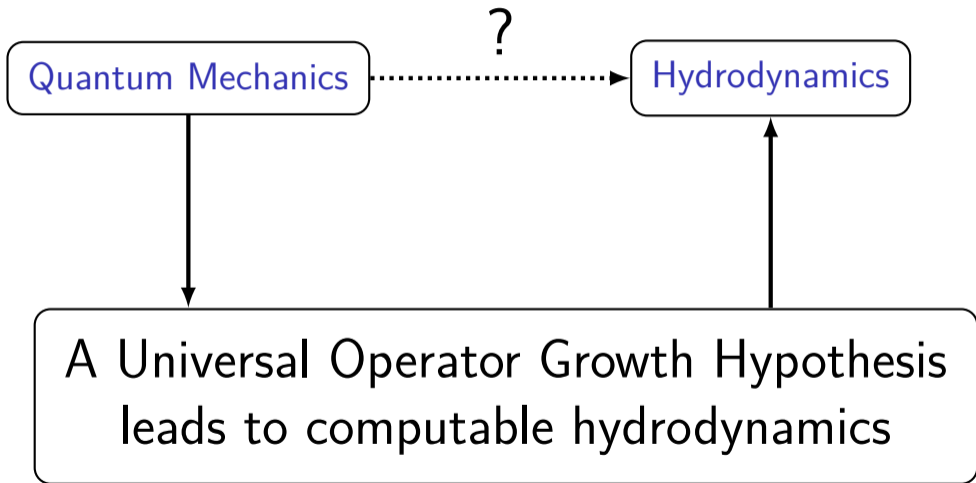 ?
Quantum Mechanics
Hydrodynamics
A Universal Operator Growth Hypothesis
leads to computable hydrodynamics